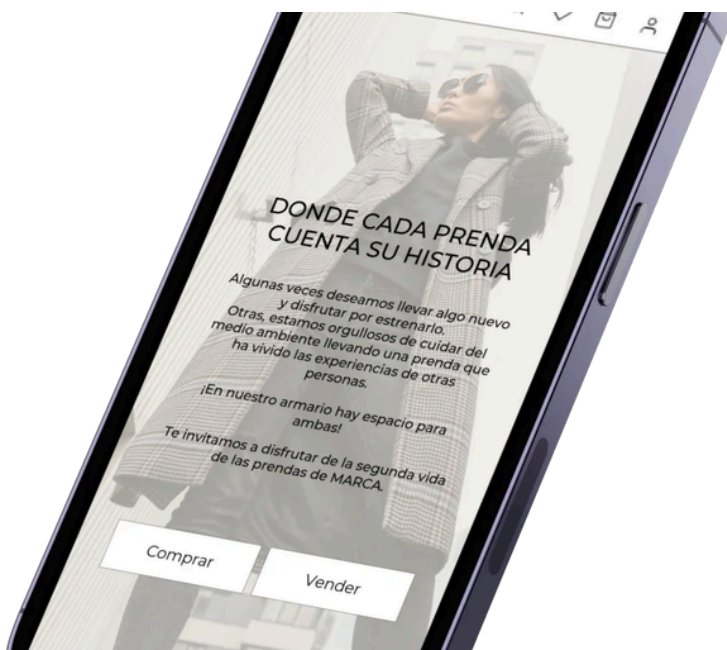 DONDE CADA PRENDA
CUENTA SU HISTORIA
Algunas veces deseamos llevar algo nuevo
y disfrutar por estrenarlo.
Otras, estamos orgullosos de cuidar del
medio ambiente llevando una prenda que
ha vivido las experiencias de otras
personas.
¡En nuestro armario hay espacio para
ambas!
Te invitamos a disfrutar de la segunda vida
de las prendas de MARCA.
Comprar
Vender